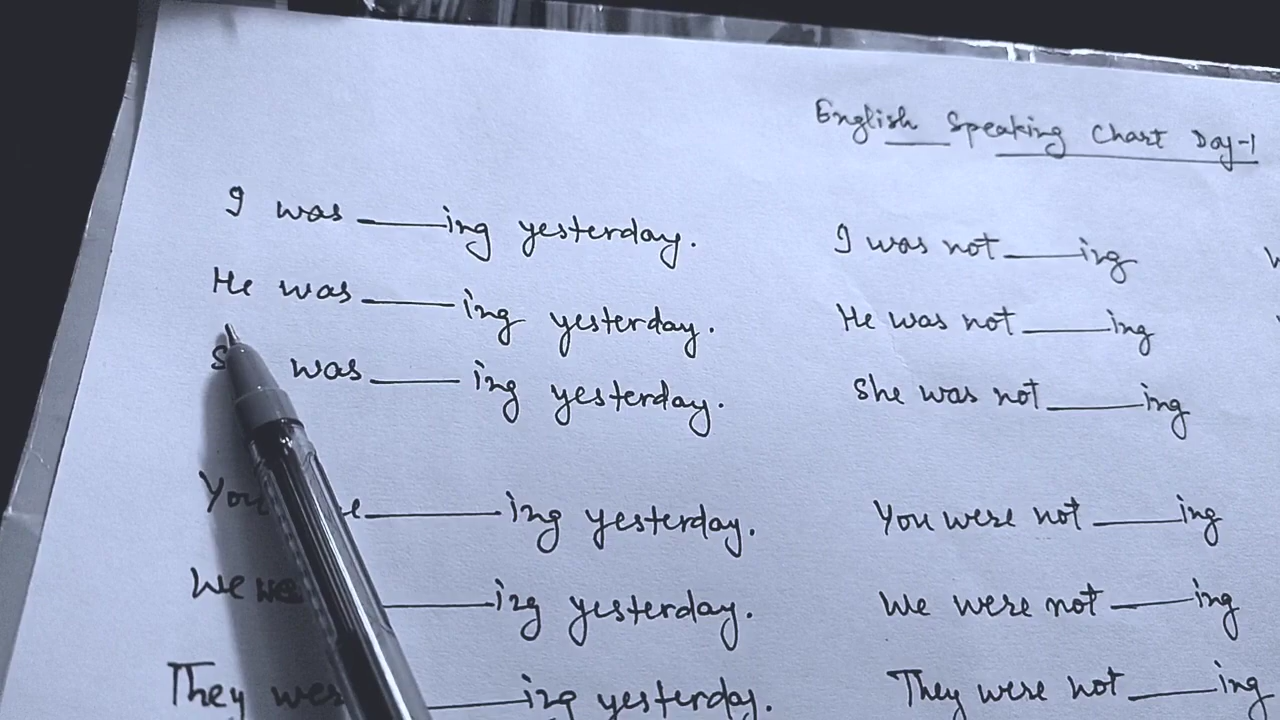 English Speaking Chart Day-1
I was ____ing yesterday.
He was ____ing yesterday.
was ____ing yesterday.
You ____ing yesterday.
We ____ing yesterday.
They ____ing yesterday.
I was not ____ing
He was not ____ing
She was not ____ing
You were not ____ing
We were not ____ing
They were not ____ing